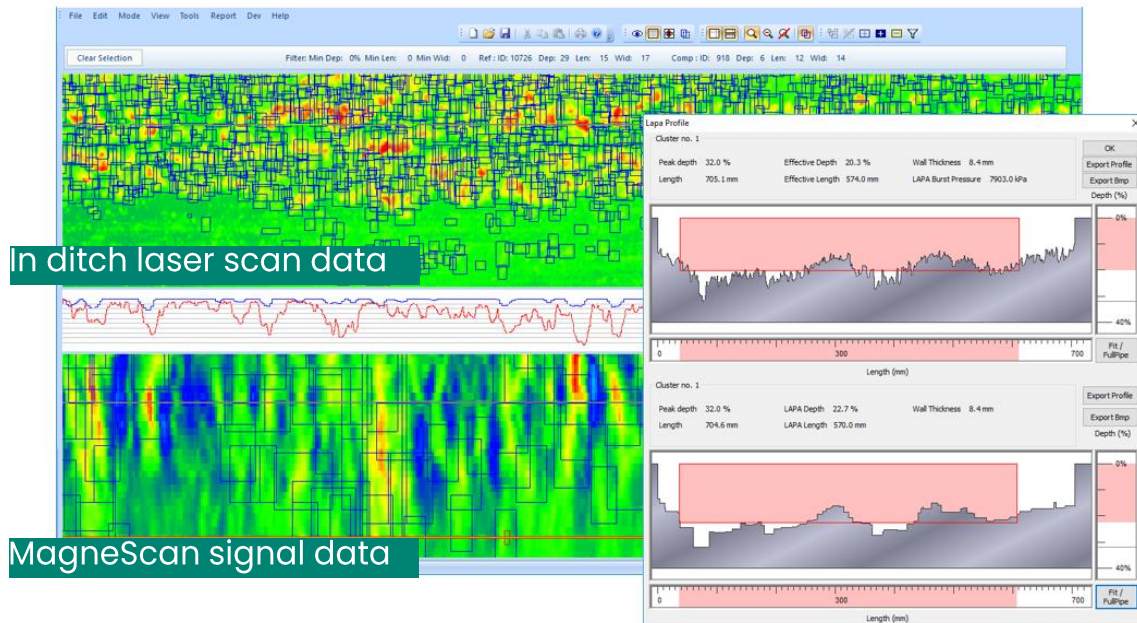 File Edit Mode View Tools Report Dev Help
Clear Selection
Filter: Min Dep: 0% Min Len: 0 Min Wid: 0 Ref : ID: 10726 Dep: 29 Len: 15 Wid: 17 Comp : ID: 918 Dep: 6 Len: 12 Wid: 14
In ditch laser scan data
MagneScan signal data
Lapa Profile
Cluster no. 1
Peak depth 32.0 % Effective Depth 20.3 % Wall Thickness 8.4 mm
Length 705.1 mm Effective Length 574.0 mm LAPA Burst Pressure 7903.0 kPa
OK
Export Profile
Export Bmp
Depth (%)
0%
40%
0 300 700
Length (mm)
Fit /
FullPipe
Cluster no. 1
Peak depth 32.0 % LAPA Depth 22.7 % Wall Thickness 8.4 mm
Length 704.6 mm LAPA Length 570.0 mm
Export Profile
Export Bmp
Depth (%)
0%
40%
0 300 700
Length (mm)
Fit /
FullPipe